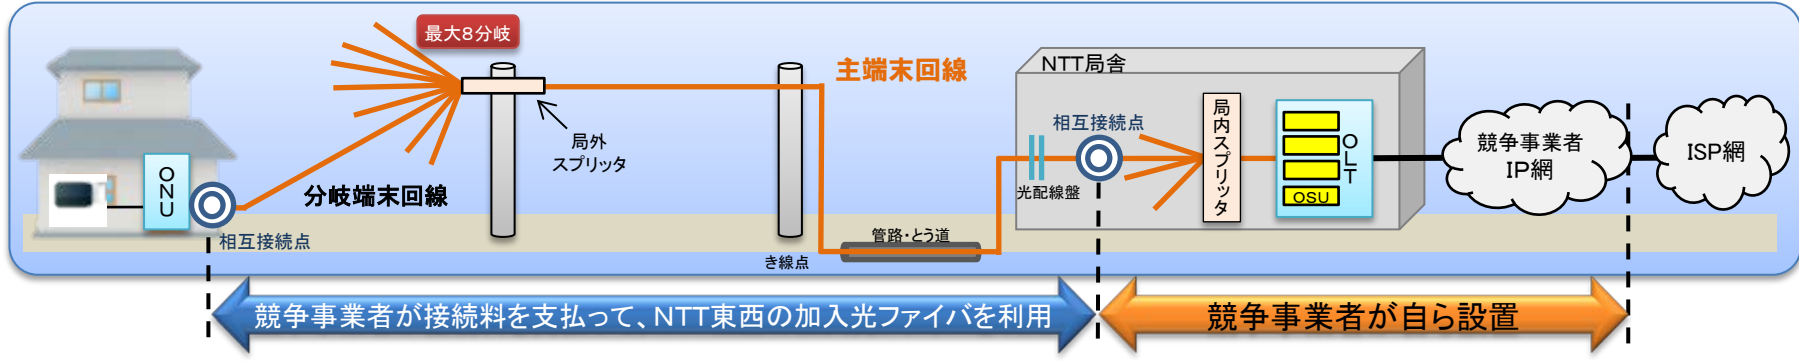 最大8分岐
主端末回線
NTT局舎
局外
スプリッタ
相互接続点
局内スプリッタ
OLT
OSU
競争事業者
IP網
ISP網
ONU
分岐端末回線
光配線盤
相互接続点
管路・とう道
き線点
競争事業者が接続料を支払って、NTT東西の加入光ファイバを利用
競争事業者が自ら設置